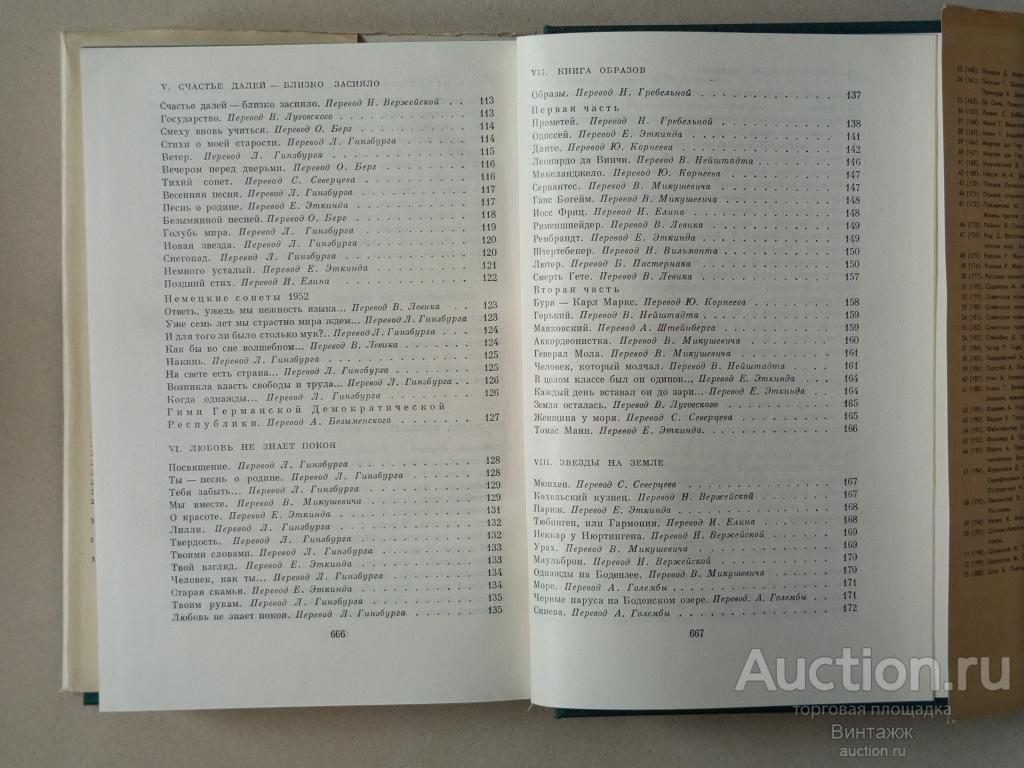 V. СЧАСТЬЕ ДАЛЕЙ — БЛИЗКО ЗАСИЯЛО
Счастье далей — близко засияло. Перевод Н. Вержейской . . 113
Государство. Перевод В. Луговского . . . . 113
Смеху вновь учиться. Перевод О. Берг . . . . 114
Стихи о моей старости. Перевод Л. Гинзбурга . . . . 114
Ветер. Перевод Л. Гинзбурга . . . . 115
Вечером перед дверьми. Перевод О. Берг . . . . 116
Тихий сонет. Перевод С. Северцева . . . . 116
Весенняя песня. Перевод Л. Гинзбурга . . . . 117
Песнь о родине. Перевод Е. Эткинда . . . . 117
Безымянной песней. Перевод О. Берг . . . . 118
Голубь мира. Перевод Л. Гинзбурга . . . . 119
Новая звезда. Перевод Л. Гинзбурга . . . . 120
Снегопад. Перевод Л. Гинзбурга . . . . 120
Немного усталый. Перевод Е. Эткинда . . . . 121
Поздний стих. Перевод И. Елина . . . . 122
Немецкие сонеты 1952
Ответь, ужель мы нежность языка... Перевод В. Левика . . 123
Уже семь лет мы страстно мира ждем... Перевод Л. Гинзбурга 123
И для того ли было столько мук?.. Перевод Л. Гинзбурга . . . 124
Как бы во сне волшебном... Перевод В. Левика . . . . 124
Накипь. Перевод Л. Гинзбурга . . . . 125
На свете есть страна... Перевод Л. Гинзбурга . . . . 125
Возникла власть свободы и труда... Перевод Л. Гинзбурга . . 126
Когда однажды... Перевод Л. Гинзбурга . . . . 126
Гимн Германской Демократической
Республики. Перевод А. Безыменского . . . . 127
VI. ЛЮБОВЬ НЕ ЗНАЕТ ПОКОЯ
Посвящение. Перевод Л. Гинзбурга . . . . 128
Ты — песнь о родине. Перевод Л. Гинзбурга . . . . 128
Тебя забыть... Перевод Л. Гинзбурга . . . . 129
Мы вместе. Перевод В. Микушевича . . . . 129
О красоте. Перевод Е. Эткинда . . . . 131
Лилли. Перевод Л. Гинзбурга . . . . 132
Твердость. Перевод Л. Гинзбурга . . . . 132
Твоими словами. Перевод Л. Гинзбурга . . . . 133
Твой взгляд. Перевод Е. Эткинда . . . . 133
Человек, как ты... Перевод Л. Гинзбурга . . . . 134
Старая скамья. Перевод Е. Эткинда . . . . 134
Твоим рукам. Перевод Л. Гинзбурга . . . . 135
Любовь не знает покоя. Перевод Л. Гинзбурга . . . . 135
666
VII. КНИГА ОБРАЗОВ
Образы. Перевод Н. Гребельной . . . . 137
Первая часть
Прометей. Перевод Н. Гребельной . . . . 138
Одиссей. Перевод Е. Эткинда . . . . 141
Данте. Перевод Ю. Корнеева . . . . 142
Леонардо да Винчи. Перевод В. Нейштадта . . . . 146
Микеланджело. Перевод Ю. Корнеева . . . . 147
Сервантес. Перевод В. Микушевича . . . . 147
Ганс Богейм. Перевод В. Микушевича . . . . 148
Иосс Фриц. Перевод И. Елина . . . . 148
Рименшнейдер. Перевод В. Левика . . . . 149
Рембрандт. Перевод Е. Эткинда . . . . 149
Штертебекер. Перевод Н. Вильмонта . . . . 150
Лютер. Перевод Б. Пастернака . . . . 150
Смерть Гете. Перевод В. Левика . . . . 157
Вторая часть
Буря — Карл Маркс. Перевод Ю. Корнеева . . . . 158
Горький. Перевод В. Нейштадта . . . . 159
Маяковский. Перевод А. Штейнберга . . . . 159
Аккордеонистка. Перевод В. Микушевича . . . . 160
Генерал Мола. Перевод В. Микушевича . . . . 161
Человек, который молчал. Перевод В. Нейштадта . . . . 161
В целом классе был он одинок... Перевод Е. Эткинда . . . . 164
Каждый день вставал он до зари... Перевод Е. Эткинда . . 164
Земля осталась. Перевод В. Луговского . . . . 165
Женщина у моря. Перевод С. Северцева . . . . 165
Томас Манн. Перевод Е. Эткинда. . . . . 166
VIII. ЗВЕЗДЫ НА ЗЕМЛЕ
Мюнхен. Перевод С. Северцева . . . . 167
Кохельский кузнец. Перевод Н. Вержейской . . . . 167
Париж. Перевод Е. Эткинда . . . . 168
Тюбинген, или Гармония. Перевод И. Елина . . . . 168
Неккар у Нюртингена. Перевод Н. Вержейской . . . . 169
Урах. Перевод В. Микушевича . . . . 169
Маульброн. Перевод Н. Вержейской . . . . 170
Однажды на Бодензее. Перевод В. Микушевича . . . . 170
Море. Перевод А. Голембы . . . . 171
Черные паруса на Боденском озере. Перевод. А. Голембы . . . 171
Синева. Перевод А. Голембы . . . . 172
667
Auction.ru
торговая площадка
Винтажж
auction.ru